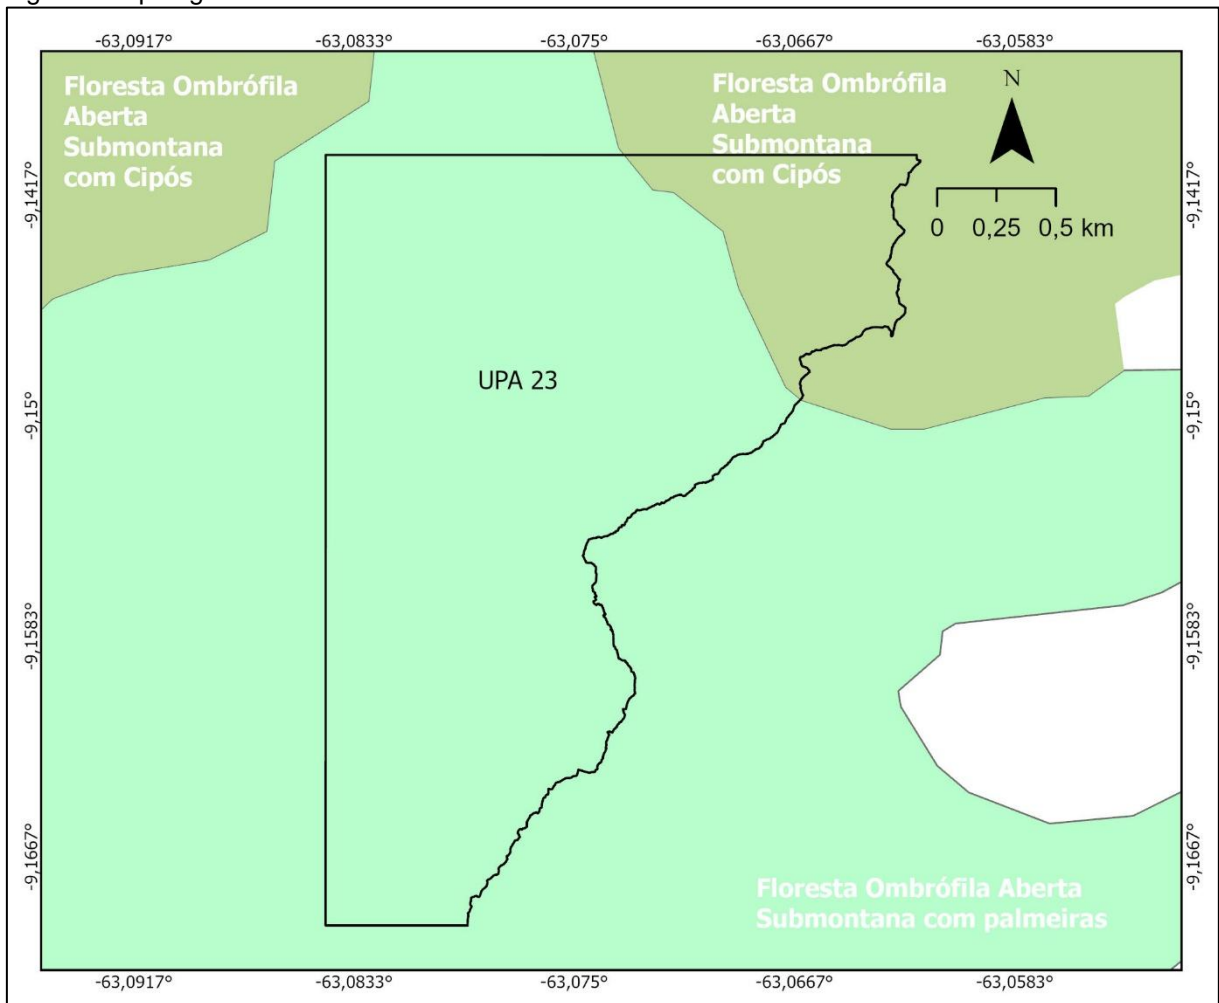 -63,0917° -63,0833° -63,075° -63,0667° -63,0583°
Floresta Ombrófila
Aberta
Submontana
com Cipós
Floresta Ombrófila
Aberta
Submontana
com Cipós
N
0 0,25 0,5 km
-9,1417°
-9,1417°
UPA 23
-9,15°
-9,15°
-9,1583°
-9,1583°
-9,1667°
-9,1667°
Floresta Ombrófila Aberta
Submontana com palmeiras
-63,0917° -63,0833° -63,075° -63,0667° -63,0583°